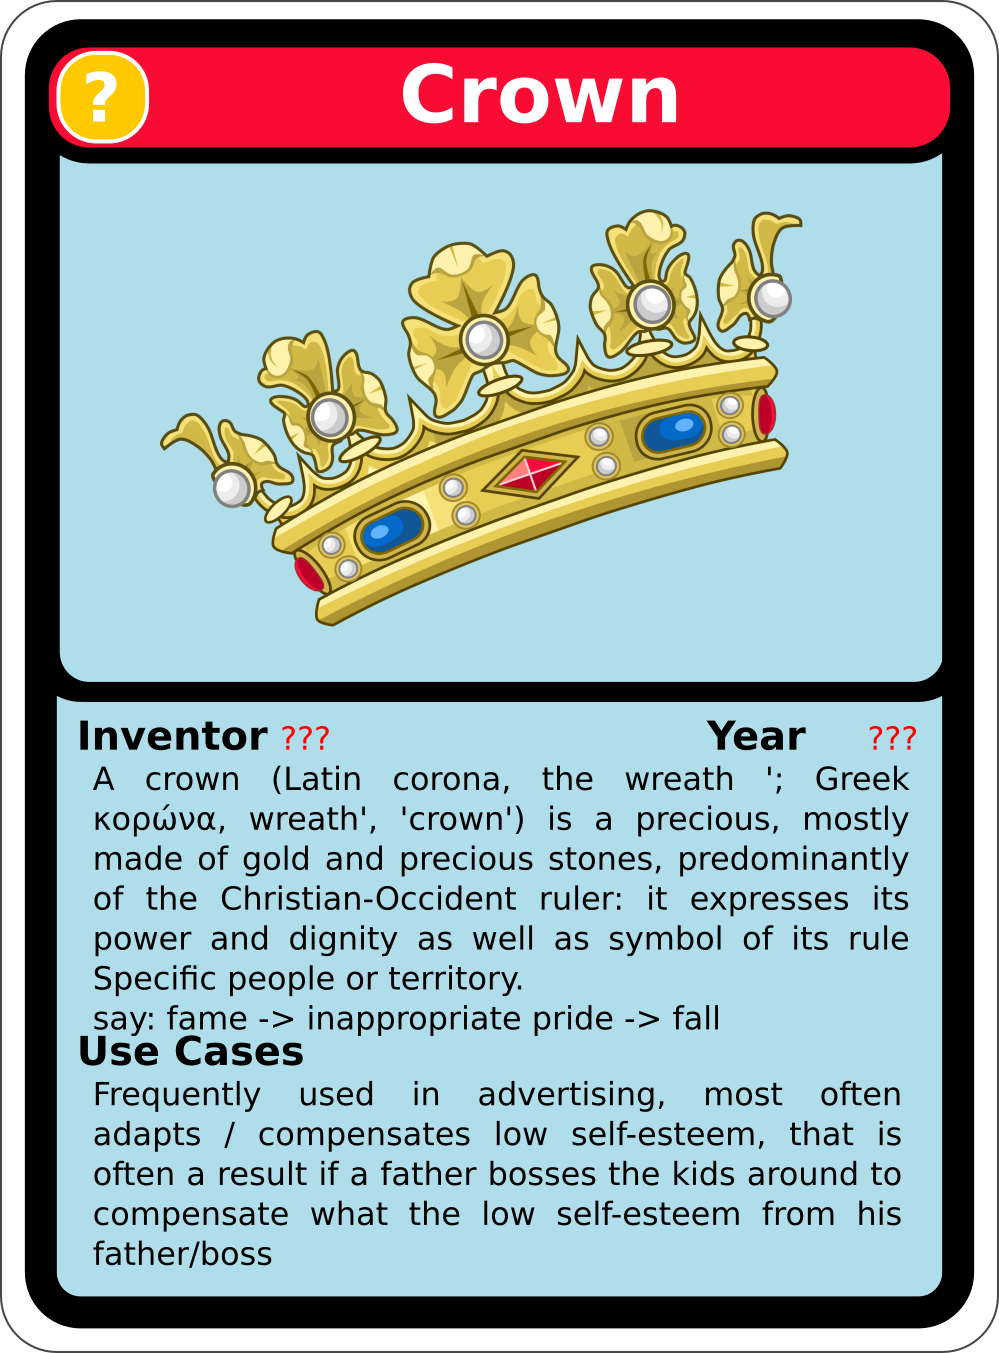 ?
Crown
Inventor ??? Year ???
A crown (Latin corona, the wreath '; Greek
κορώνα, wreath', 'crown') is a precious, mostly
made of gold and precious stones, predominantly
of the Christian-Occident ruler: it expresses its
power and dignity as well as symbol of its rule
Specific people or territory.
say: fame -> inappropriate pride -> fall
Use Cases
Frequently used in advertising, most often
adapts / compensates low self-esteem, that is
often a result if a father bosses the kids around to
compensate what the low self-esteem from his
father/boss